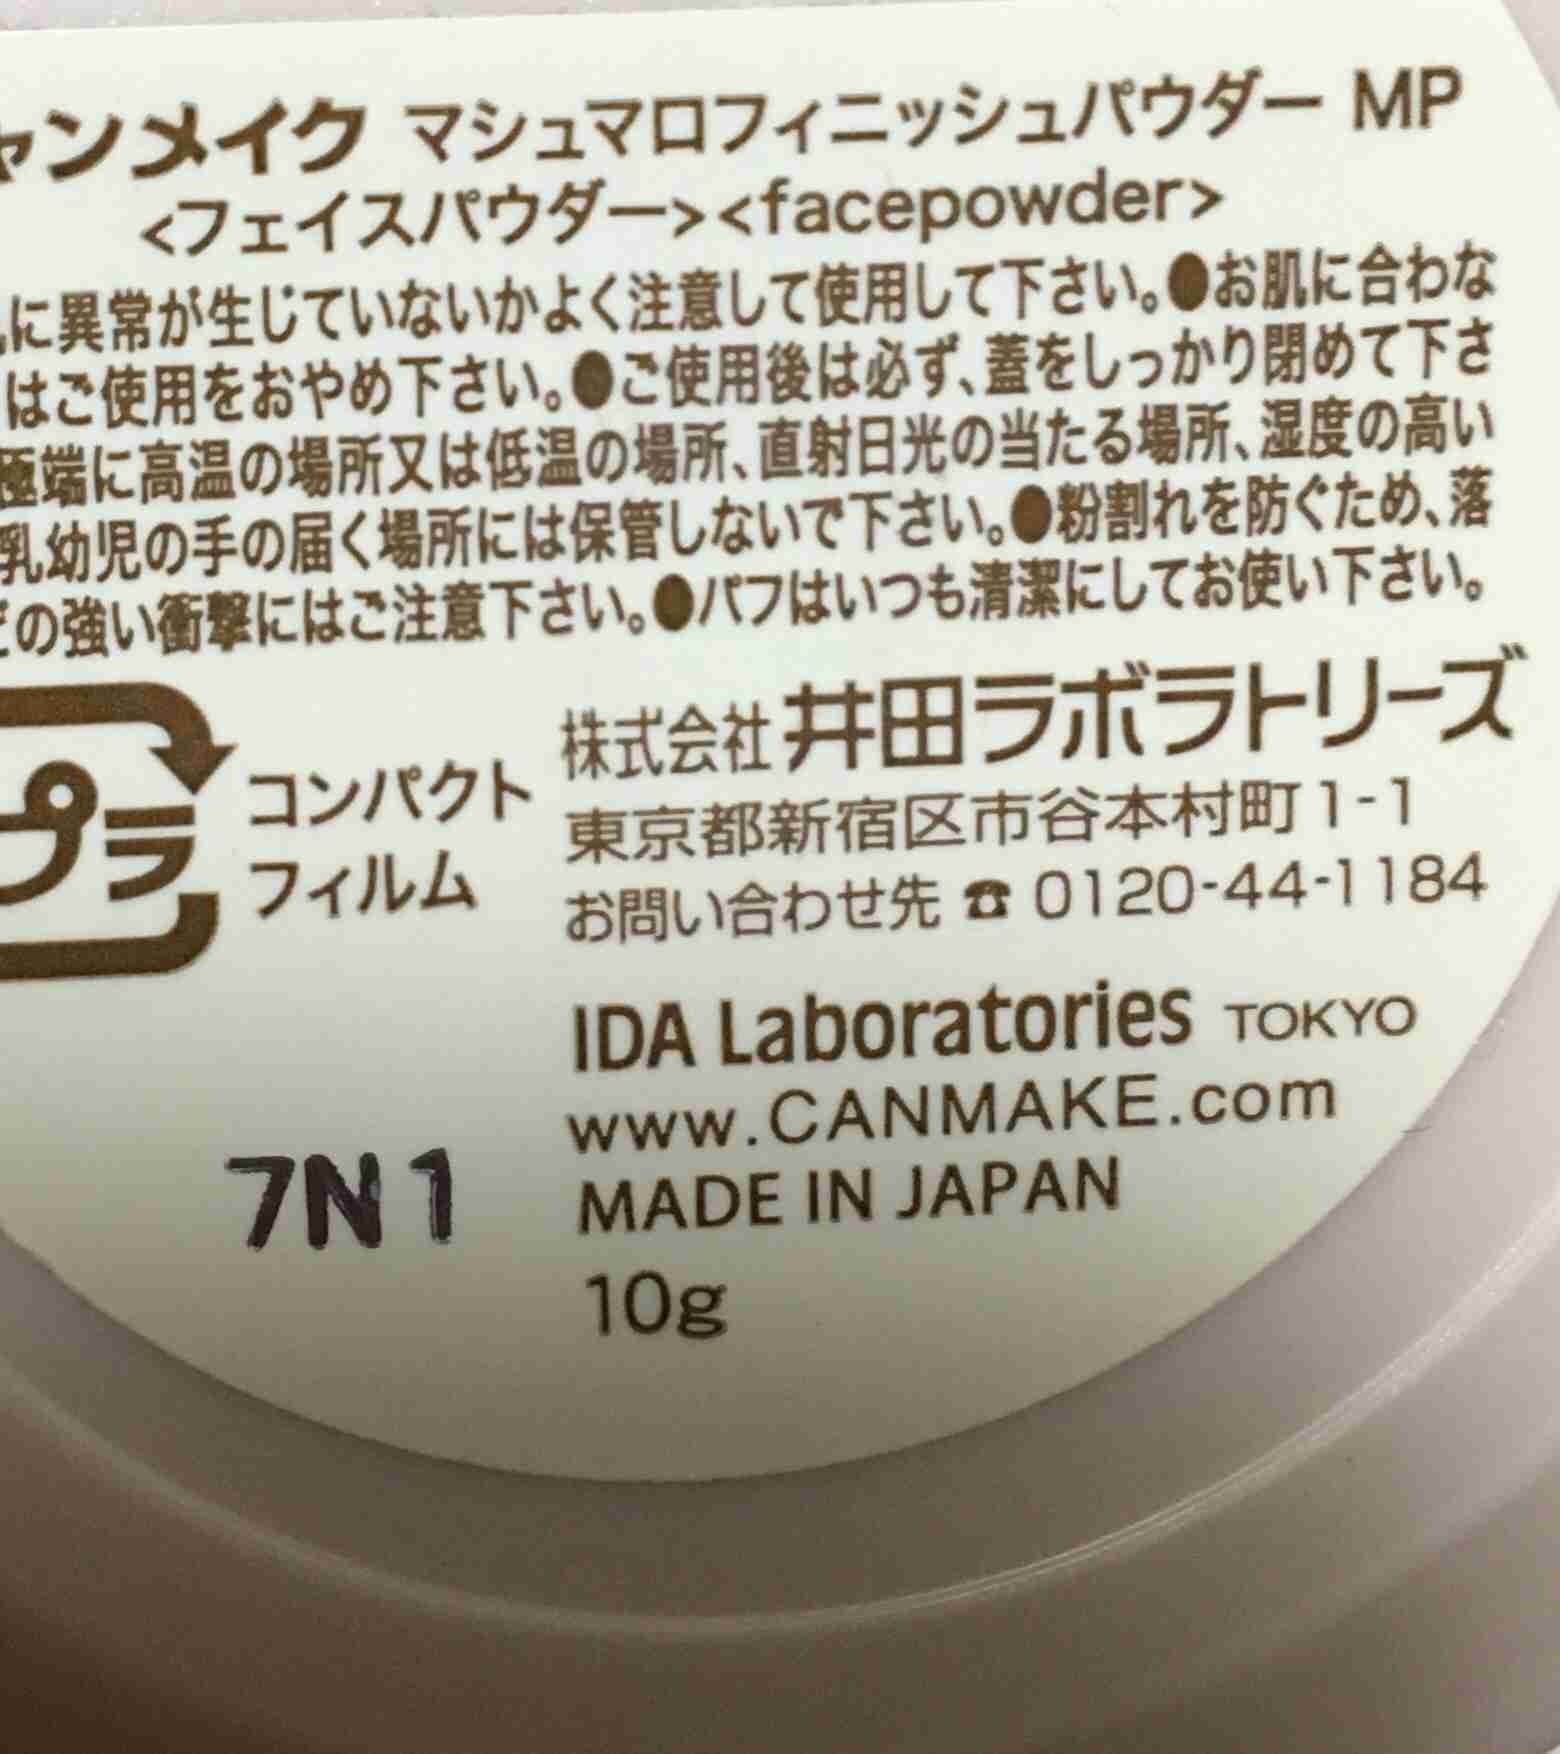 ャンメイク マシュマロフィニッシュパウダー MP
<フェイスパウダー><facepowder>
に異常が生じていないかよく注意して使用して下さい。●お肌に合わな
はご使用をおやめ下さい。●ご使用後は必ず、蓋をしっかり閉めて下さ
極端に高温の場所又は低温の場所、直射日光の当たる場所、湿度の高い
乳幼児の手の届く場所には保管しないで下さい。●粉割れを防ぐため、落
どの強い衝撃にはご注意下さい。●パフはいつも清潔にしてお使い下さい。
プラ
コンパクト
フィルム
株式会社 井田ラボラトリーズ
東京都新宿区市谷本村町1-1
お問い合わせ先 ☎ 0120-44-1184
IDA Laboratories TOKYO
www.CANMAKE.com
MADE IN JAPAN
10g
7N1